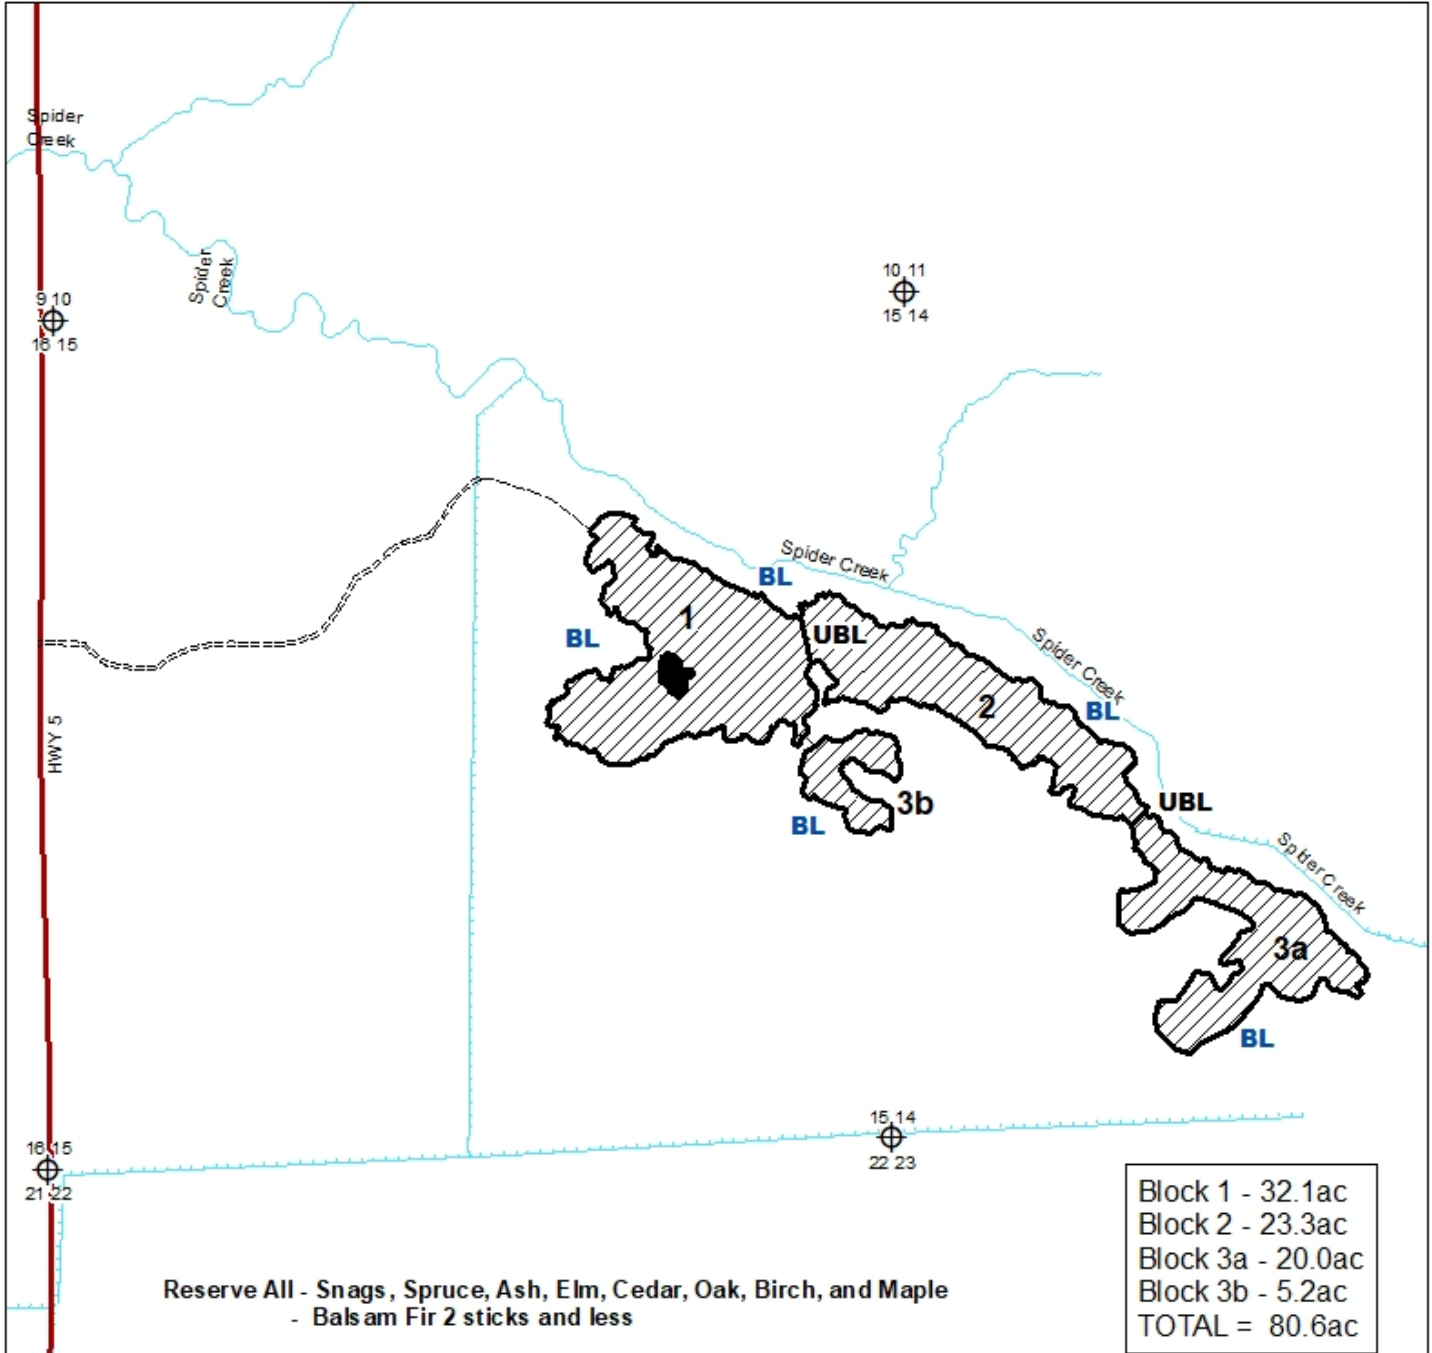 Spider
Creek
Spider
Creek
9 10
16 15
10 11
15 14
Spider Creek
BL
1
UBL
BL
Spider Creek
BL
2
HWY 5
3b
UBL
BL
Spider Creek
3a
BL
15 14
22 23
16 15
21 22
Block 1 - 32.1ac
Block 2 - 23.3ac
Block 3a - 20.0ac
Block 3b - 5.2ac
TOTAL = 80.6ac
Reserve All - Snags, Spruce, Ash, Elm, Cedar, Oak, Birch, and Maple
- Balsam Fir 2 sticks and less